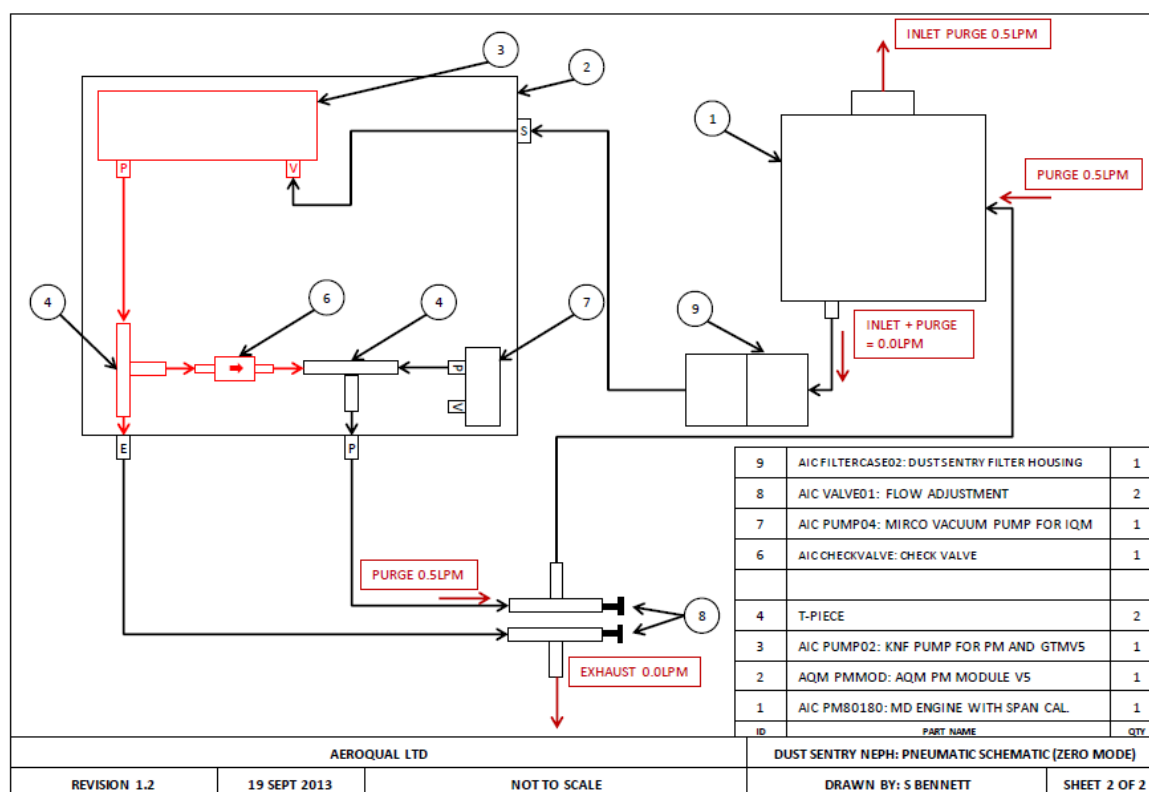 INLET PURGE 0.5LPM
3
2
1
S
P
V
PURGE 0.5LPM
4
6
4
7
9
INLET + PURGE
= 0.0LPM
P
V
E
P
PURGE 0.5LPM
8
EXHAUST 0.0LPM
9 AIC FILTERCASE02: DUST SENTRY FILTER HOUSING 1
8 AIC VALVE01: FLOW ADJUSTMENT 2
7 AIC PUMP04: MIRCO VACUUM PUMP FOR IQM 1
6 AIC CHECKVALVE: CHECK VALVE 1
4 T-PIECE 2
3 AIC PUMP02: KNF PUMP FOR PM AND GTMV5 1
2 AQM PMMOD: AQM PM MODULE V5 1
1 AIC PM80180: MD ENGINE WITH SPAN CAL. 1
ID PART NAME QTY
AEROQUAL LTD DUST SENTRY NEPH: PNEUMATIC SCHEMATIC (ZERO MODE)
REVISION 1.2 19 SEPT 2013 NOT TO SCALE DRAWN BY: S BENNETT SHEET 2 OF 2